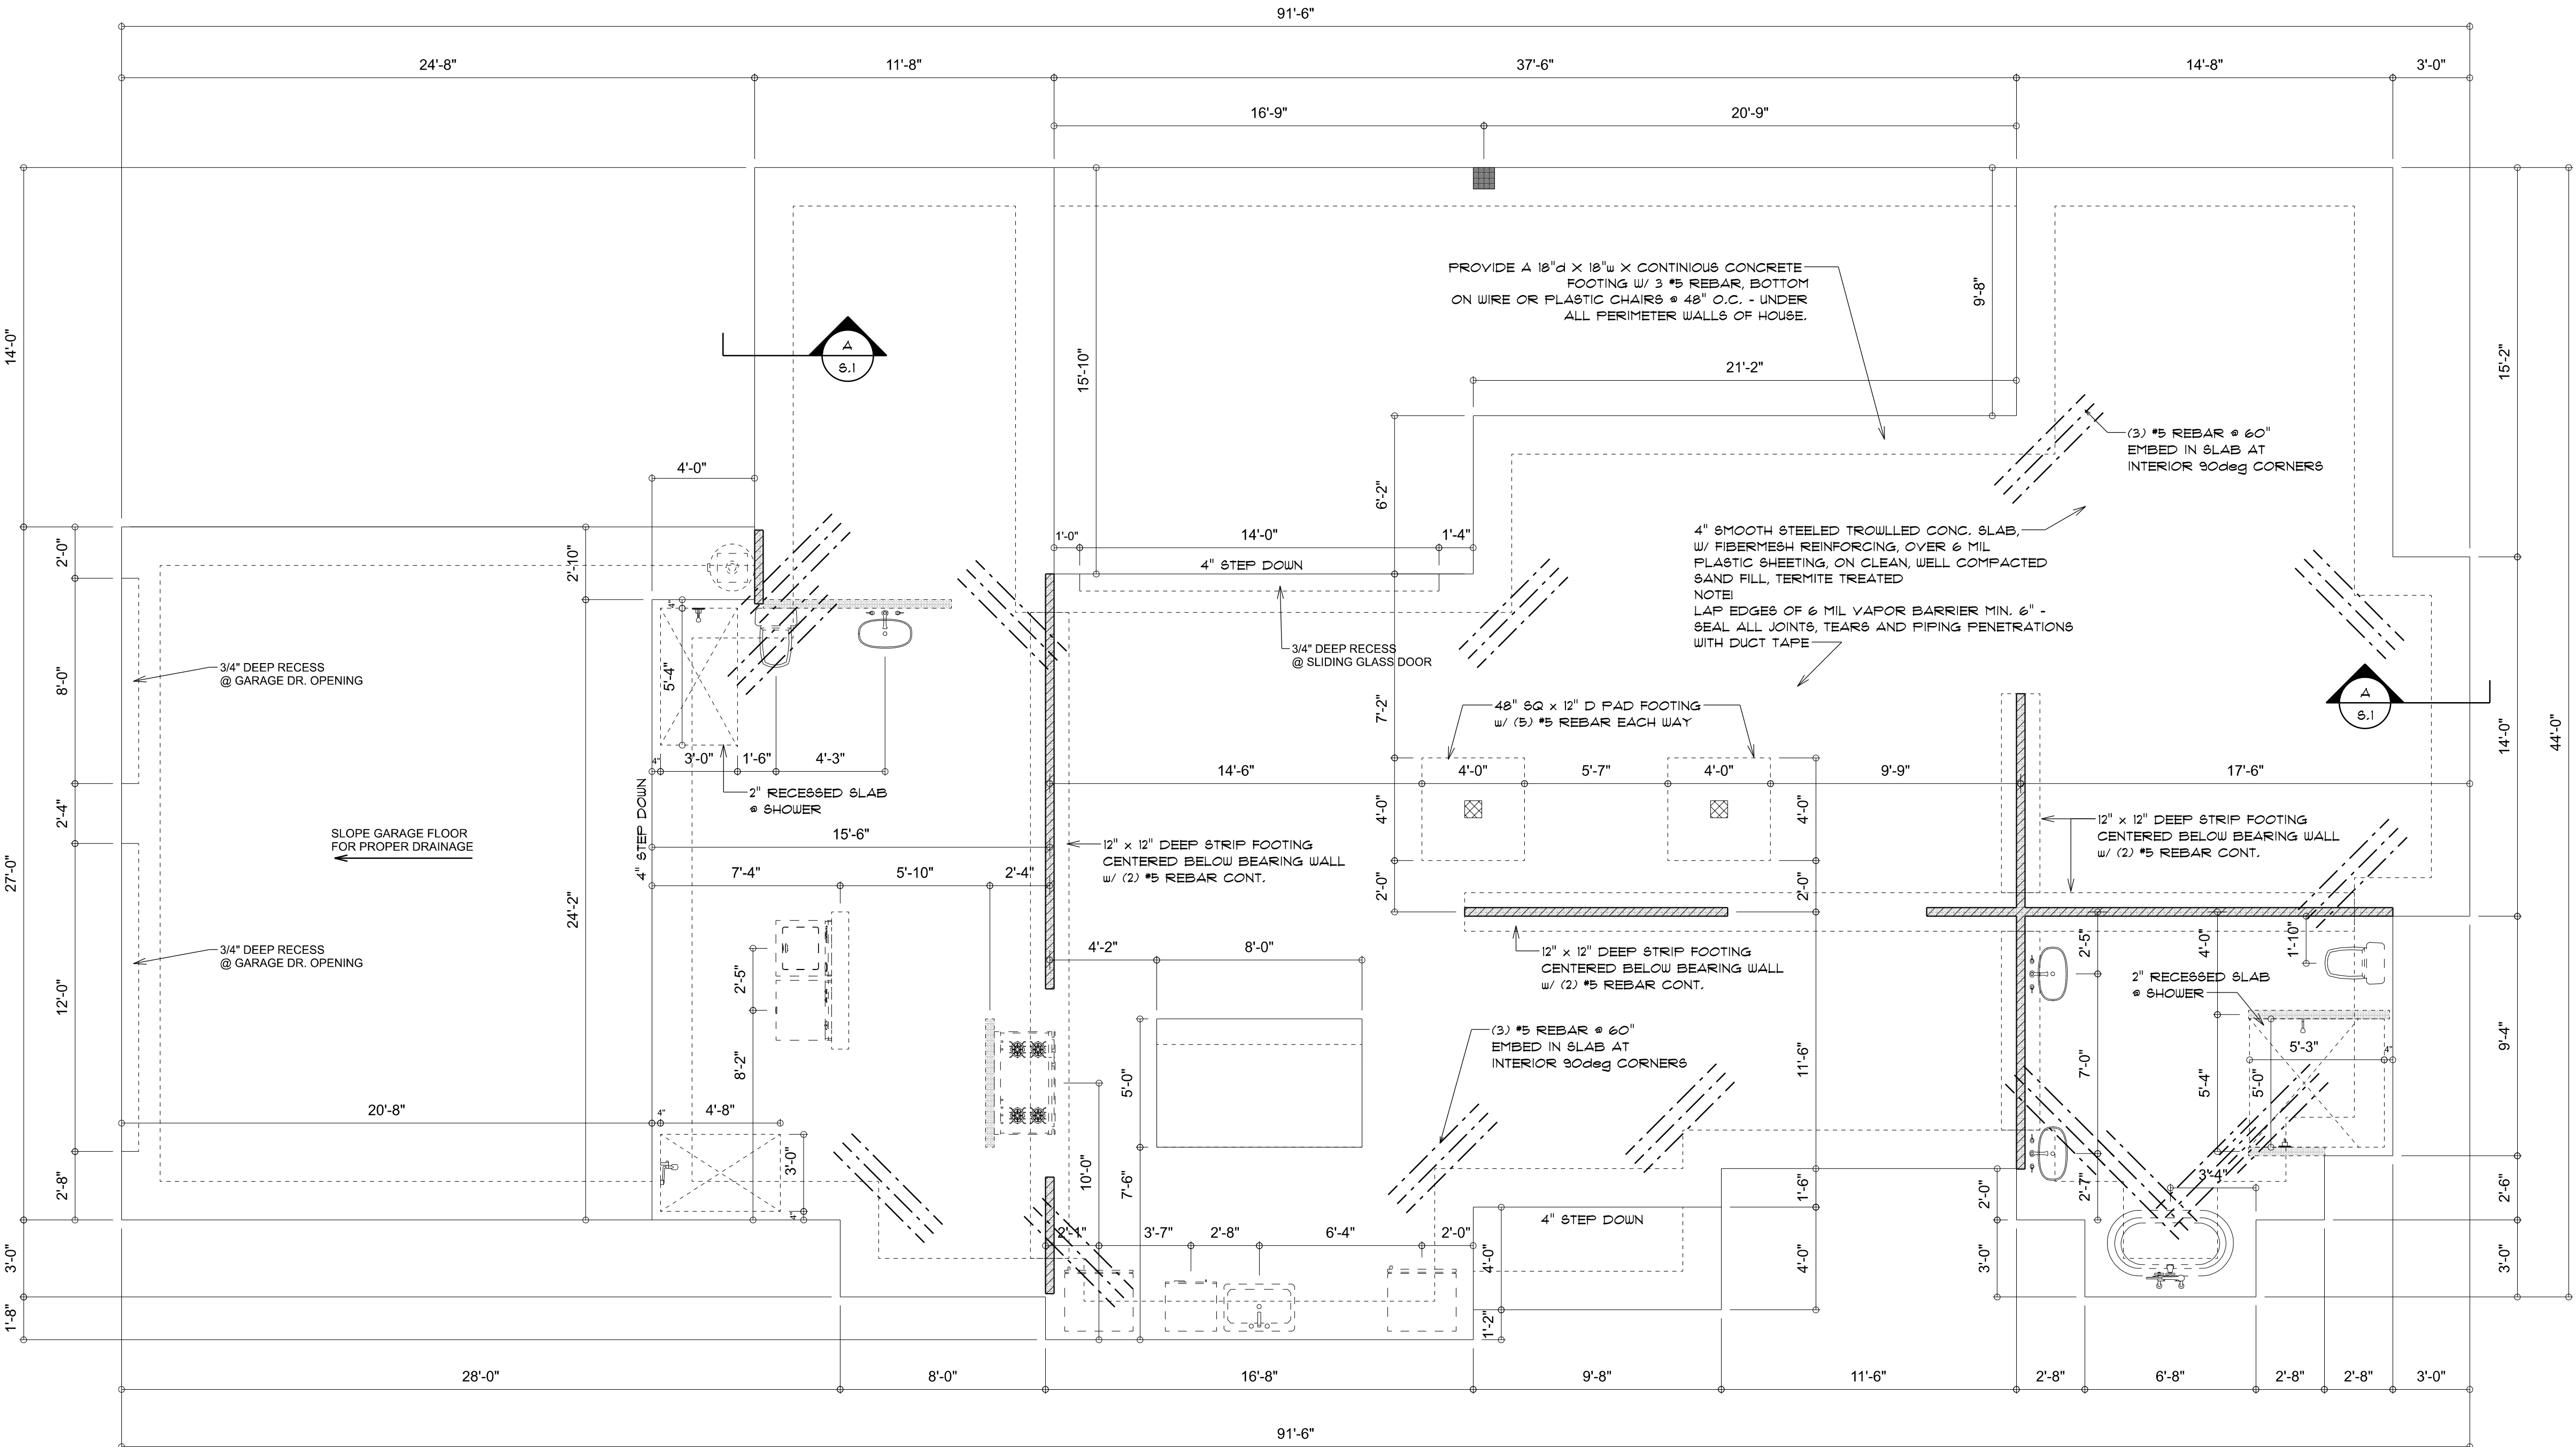 91'-6"
24'-8"
11'-8"
37'-6"
14'-8"
3'-0"
16'-9"
20'-9"
14'-0"
15'-10"
9'-8"
15'-2"
PROVIDE A 18"d X 18"w X CONTINIOUS CONCRETE
FOOTING W/ 3 #5 REBAR, BOTTOM
ON WIRE OR PLASTIC CHAIRS @ 48" O.C. - UNDER
ALL PERIMETER WALLS OF HOUSE.
A
S.1
21'-2"
(3) #5 REBAR @ 60"
EMBED IN SLAB AT
INTERIOR 90deg CORNERS
4'-0"
6'-2"
2'-0"
2'-10"
1'-0"
14'-0"
1'-4"
4" STEP DOWN
4" SMOOTH STEELED TROWLLED CONC. SLAB,
W/ FIBERMESH REINFORCING, OVER 6 MIL
PLASTIC SHEETING, ON CLEAN, WELL COMPACTED
SAND FILL, TERMITE TREATED
NOTE!
LAP EDGES OF 6 MIL VAPOR BARRIER MIN. 6" -
SEAL ALL JOINTS, TEARS AND PIPING PENETRATIONS
WITH DUCT TAPE
4"
5'-4"
3/4" DEEP RECESS
@ SLIDING GLASS DOOR
3/4" DEEP RECESS
@ GARAGE DR. OPENING
8'-0"
7'-2"
48" SQ x 12" D PAD FOOTING
w/ (5) #5 REBAR EACH WAY
A
S.1
14'-0"
44'-0"
4"
3'-0"
1'-6"
4'-3"
14'-6"
4'-0"
5'-7"
4'-0"
9'-9"
17'-6"
2" RECESSED SLAB
@ SHOWER
4" STEP DOWN
2'-4"
4'-0"
4'-0"
SLOPE GARAGE FLOOR
FOR PROPER DRAINAGE
15'-6"
12" x 12" DEEP STRIP FOOTING
CENTERED BELOW BEARING WALL
w/ (2) #5 REBAR CONT.
12" x 12" DEEP STRIP FOOTING
CENTERED BELOW BEARING WALL
w/ (2) #5 REBAR CONT.
27'-0"
7'-4"
5'-10"
2'-4"
2'-0"
2'-0"
24'-2"
3/4" DEEP RECESS
@ GARAGE DR. OPENING
4'-2"
8'-0"
12" x 12" DEEP STRIP FOOTING
CENTERED BELOW BEARING WALL
w/ (2) #5 REBAR CONT.
2'-5"
4'-0"
1'-10"
2" RECESSED SLAB
@ SHOWER
12'-0"
2'-5"
(3) #5 REBAR @ 60"
EMBED IN SLAB AT
INTERIOR 90deg CORNERS
9'-4"
5'-3"
4"
8'-2"
5'-0"
11'-6"
7'-0"
5'-4"
5'-0"
20'-8"
4"
4'-8"
3'-0"
4"
10'-0"
7'-6"
2'-8"
1'-6"
2'-0"
2'-7"
3'-4"
2'-6"
4" STEP DOWN
2'-1"
3'-7"
2'-8"
6'-4"
2'-0"
4'-0"
4'-0"
3'-0"
3'-0"
3'-0"
1'-8"
1'-2"
28'-0"
8'-0"
16'-8"
9'-8"
11'-6"
2'-8"
6'-8"
2'-8"
2'-8"
3'-0"
91'-6"